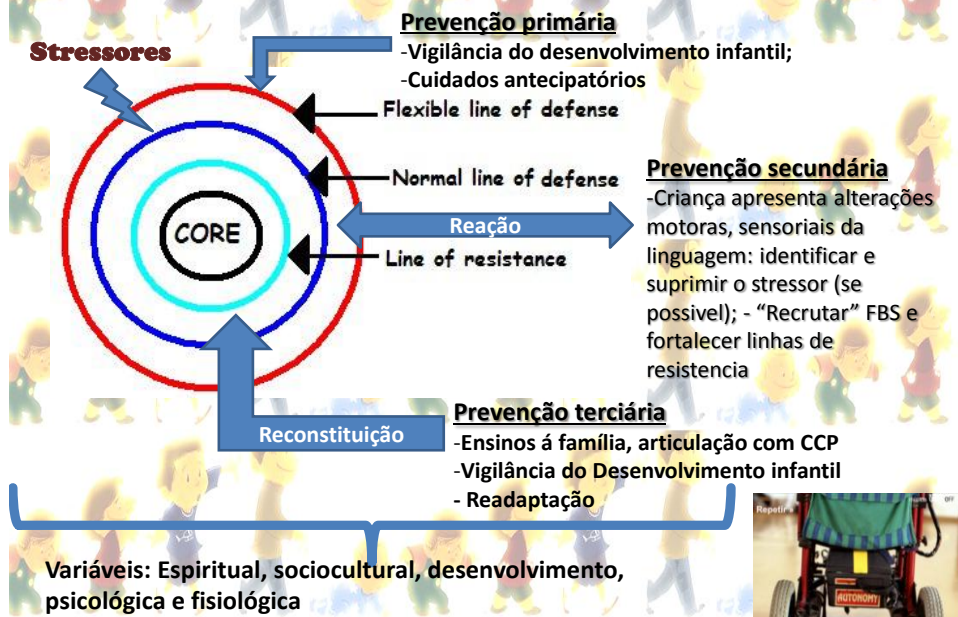 Stressores
Prevenção primária
-Vigilância do desenvolvimento infantil;
-Cuidados antecipatórios
Flexible line of defense
Normal line of defense
Line of resistance
CORE
Reação
Prevenção secundária
-Criança apresenta alterações
motoras, sensoriais da
linguagem: identificar e
suprimir o stressor (se
possivel); - “Recrutar” FBS e
fortalecer linhas de
resistencia
Reconstituição
Prevenção terciária
-Ensinos á família, articulação com CCP
-Vigilância do Desenvolvimento infantil
- Readaptação
Variáveis: Espiritual, sociocultural, desenvolvimento,
psicológica e fisiológica
Repetir
OFF
AUTONOMY